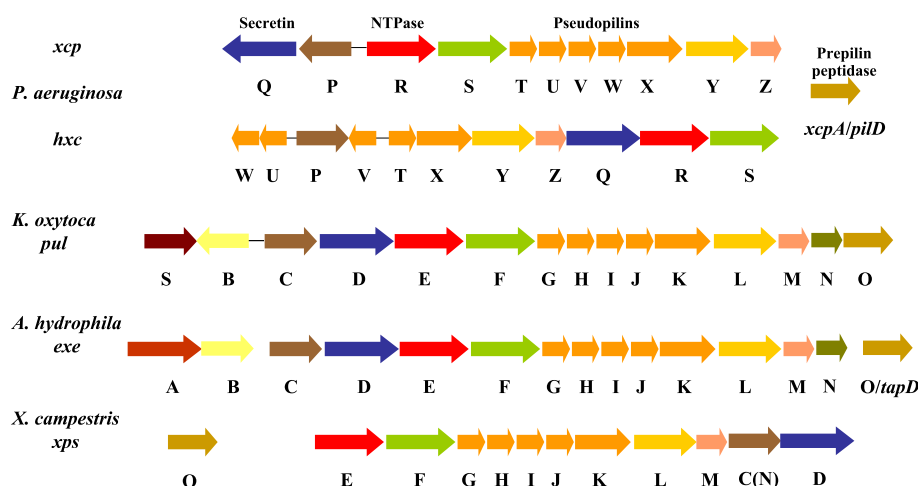 Secretin NTPase Pseudopilins
xcp
Prepilin
peptidase
Q P R S T U V W X Y Z
P. aeruginosa
xcpA/pilD
hxc
W U P V T X Y Z Q R S
K. oxytoca
pul
S B C D E F G H I J K L M N O
A. hydrophila
exe
A B C D E F G H I J K L M N O/tapD
X. campestris
xps
O E F G H I J K L M C(N) D